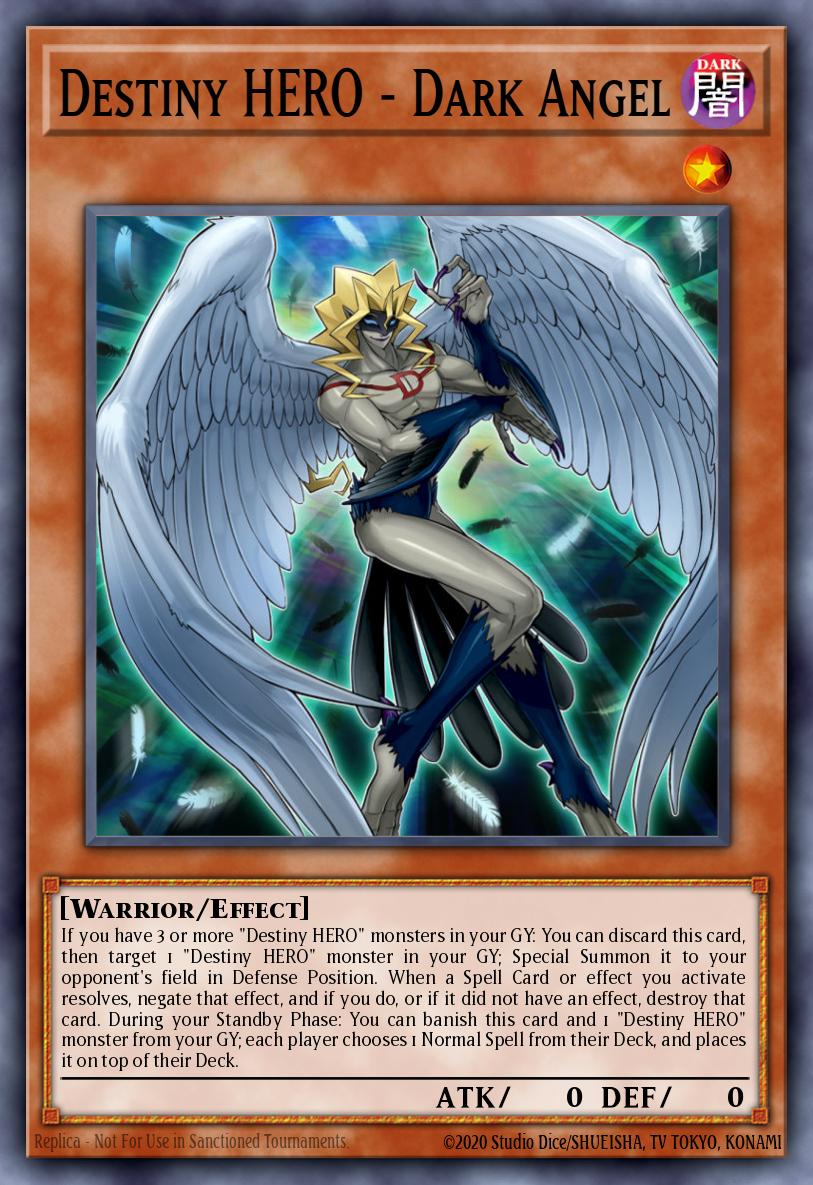 Destiny HERO - Dark Angel
DARK
闇
D
[Warrior/Effect]
If you have 3 or more "Destiny HERO" monsters in your GY: You can discard this card,
then target 1 "Destiny HERO" monster in your GY; Special Summon it to your
opponent's field in Defense Position. When a Spell Card or effect you activate
resolves, negate that effect, and if you do, or if it did not have an effect, destroy that
card. During your Standby Phase: You can banish this card and 1 "Destiny HERO"
monster from your GY; each player chooses 1 Normal Spell from their Deck, and places
it on top of their Deck.
ATK/ 0 DEF/ 0
Replica - Not For Use in Sanctioned Tournaments.
©2020 Studio Dice/SHUEISHA, TV TOKYO, KONAMI